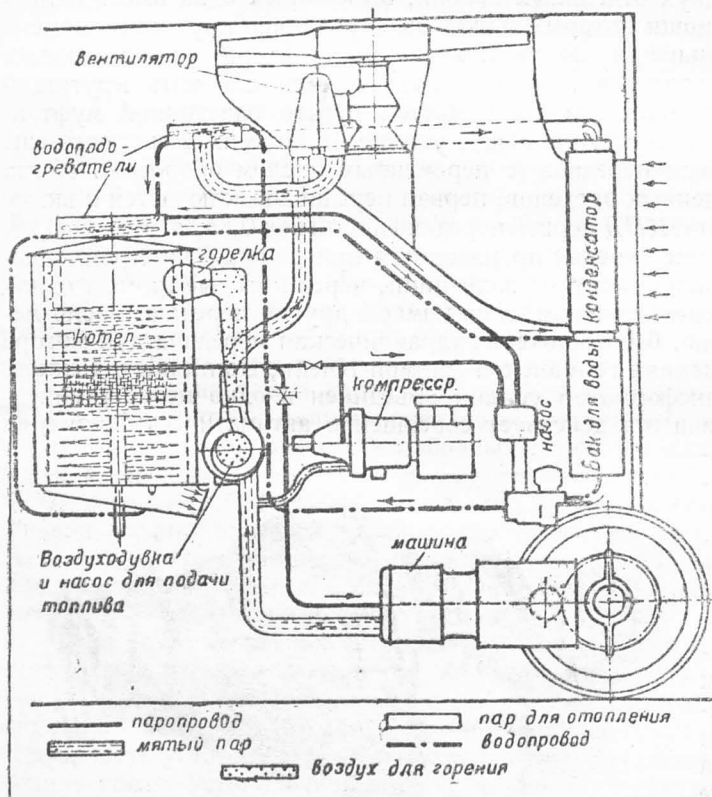 вентилятор
водоподо-
греватели
горелка
котел
конденсатор
компресср.
насос
Бак для воды
машина
Воздуходувка
и насос для подачи
топлива
паропровод
пар для отопления
мятый пар
водопровод
воздух для горения